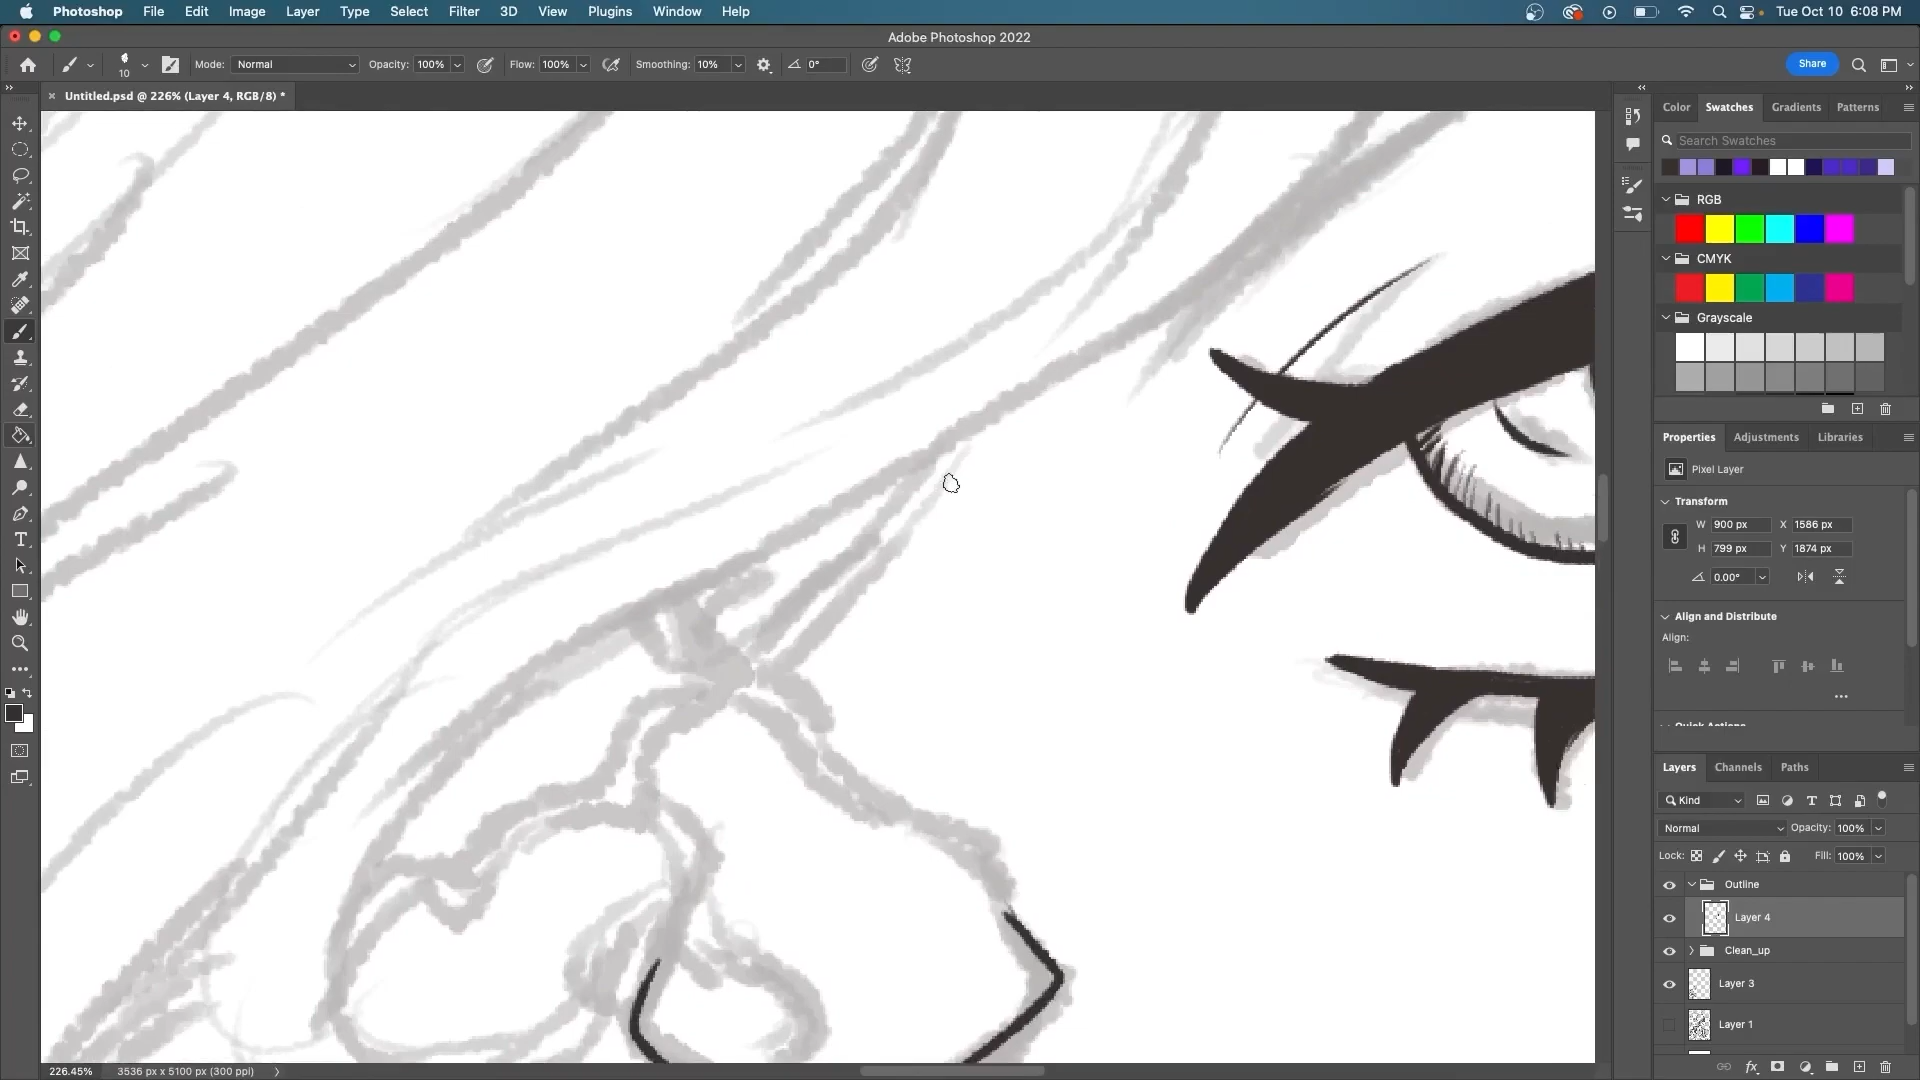 Photoshop File Edit Image Layer Type Select Filter 3D View Plugins Window Help Tue Oct 10 6:08 PM
Adobe Photoshop 2022
10 Mode: Normal Opacity: 100% Flow: 100% Smoothing: 10% 0° Share
× Untitled.psd @ 226% (Layer 4, RGB/8) *
Color Swatches Gradients Patterns
Search Swatches
RGB
CMYK
Grayscale
Properties Adjustments Libraries
Pixel Layer
Transform
W 900 px X 1586 px
H 799 px Y 1874 px
0.00°
Align and Distribute
Align:
Layers Channels Paths
Kind
Normal Opacity: 100%
Lock: Fill: 100%
Outline
Layer 4
Clean_up
Layer 3
Layer 1
226.45% 3536 px x 5100 px (300 ppi)